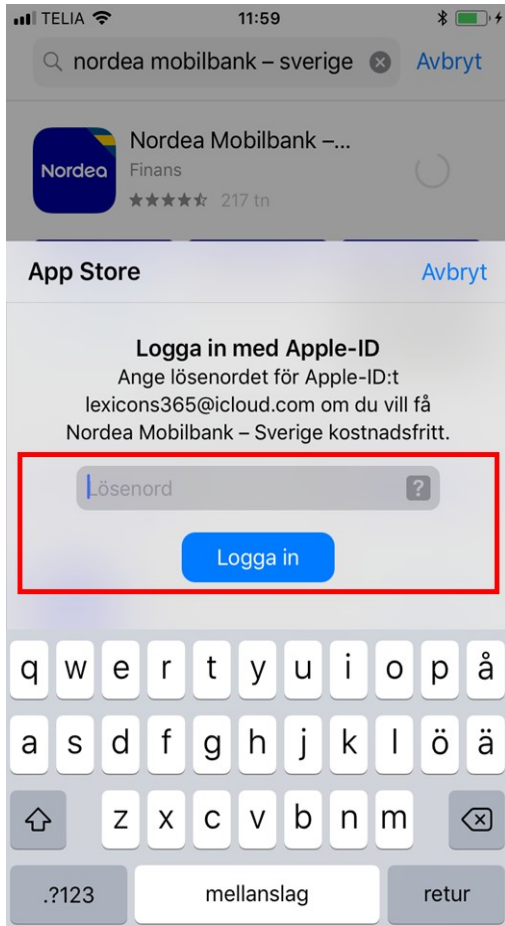 TELIA 11:59
nordea mobilbank – sverige Avbryt
Nordea
Nordea Mobilbank –...
Finans
217 tn
App Store Avbryt
Logga in med Apple-ID
Ange lösenordet för Apple-ID:t
lexicons365@icloud.com om du vill få
Nordea Mobilbank – Sverige kostnadsfritt.
Lösenord ?
Logga in
q w e r t y u i o p å
a s d f g h j k l ö ä
z x c v b n m
.?123 mellanslag retur